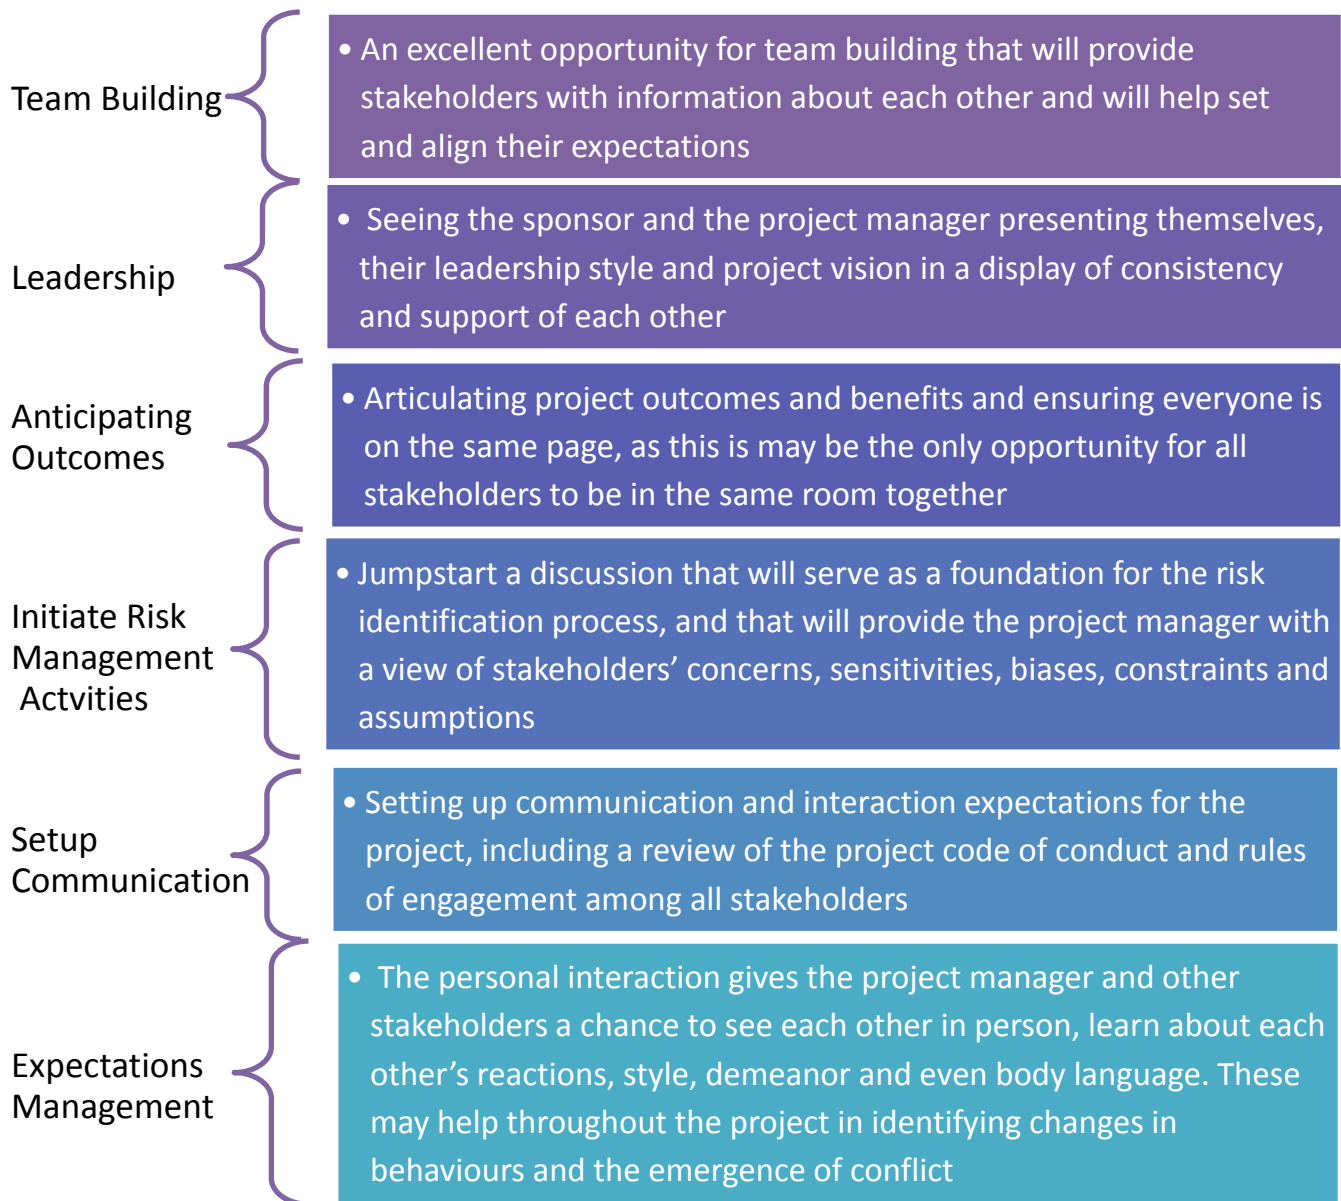 Team Building
• An excellent opportunity for team building that will provide
stakeholders with information about each other and will help set
and align their expectations
Leadership
• Seeing the sponsor and the project manager presenting themselves,
their leadership style and project vision in a display of consistency
and support of each other
Anticipating
Outcomes
• Articulating project outcomes and benefits and ensuring everyone is
on the same page, as this is may be the only opportunity for all
stakeholders to be in the same room together
Initiate Risk
Management
Actvities
• Jumpstart a discussion that will serve as a foundation for the risk
identification process, and that will provide the project manager with
a view of stakeholders’ concerns, sensitivities, biases, constraints and
assumptions
Setup
Communication
• Setting up communication and interaction expectations for the
project, including a review of the project code of conduct and rules
of engagement among all stakeholders
Expectations
Management
• The personal interaction gives the project manager and other
stakeholders a chance to see each other in person, learn about each
other’s reactions, style, demeanor and even body language. These
may help throughout the project in identifying changes in
behaviours and the emergence of conflict